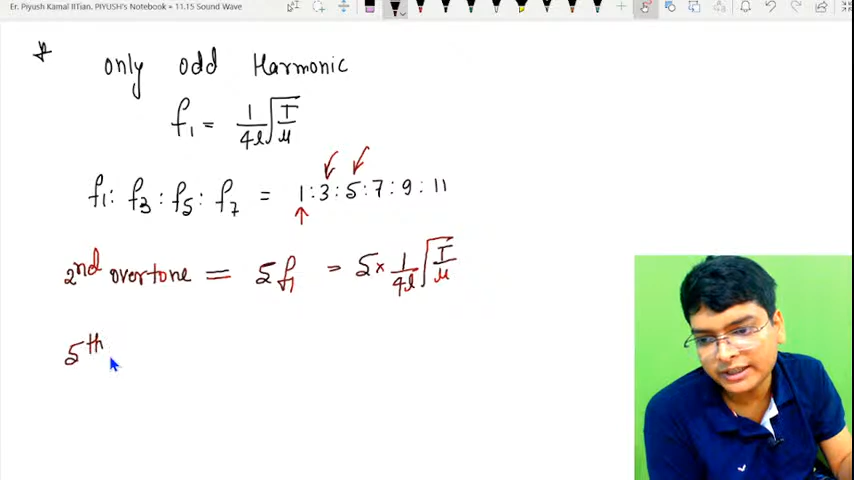 Er. Piyush Kamal IITian. PIYUSH's Notebook » 11.15 Sound Wave
* only odd Harmonic
f₁ = 1/4l √T/μ
f₁ : f₃ : f₅ : f₇ = 1 : 3 : 5 : 7 : 9 : 11
2nd overtone = 5f₁ = 5 × 1/4l √T/μ
5th